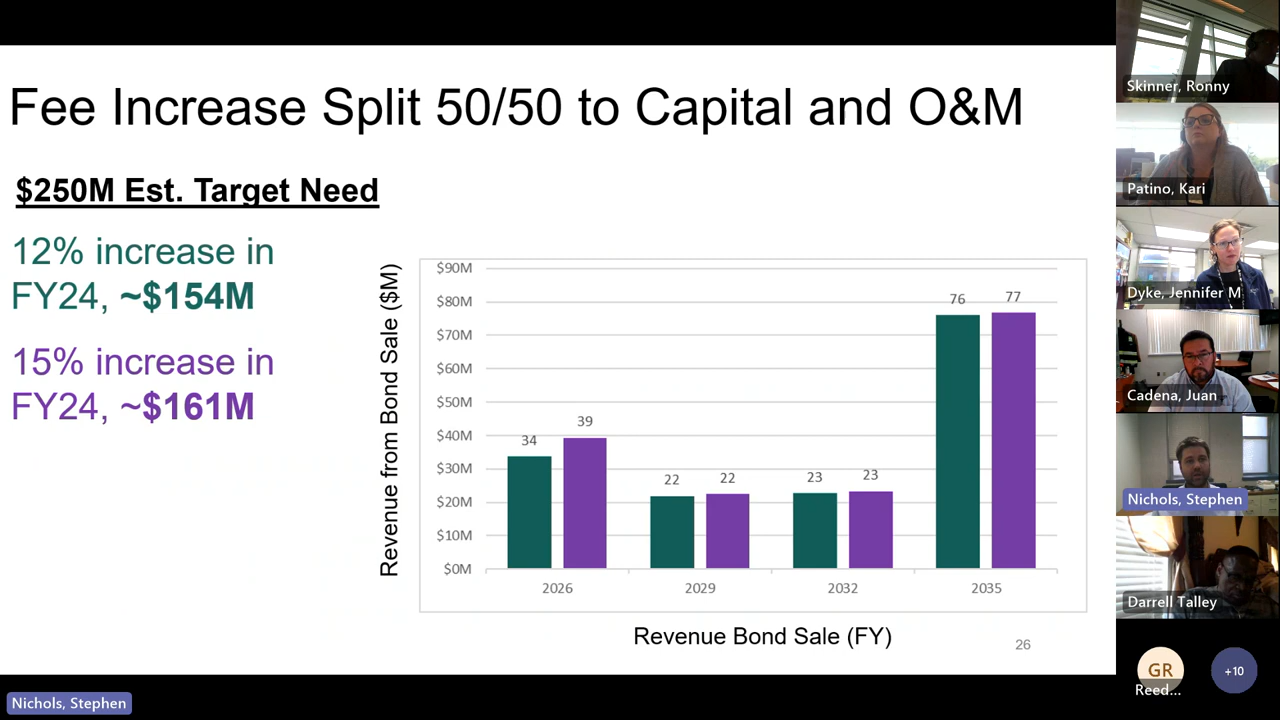 Fee Increase Split 50/50 to Capital and O&M
$250M Est. Target Need
12% increase in
FY24, ~$154M
15% increase in
FY24, ~$161M
Revenue from Bond Sale ($M)
$90M
$80M
$70M
$60M
$50M
$40M
$30M
$20M
$10M
$0M
34
39
22
22
23
23
76
77
2026
2029
2032
2035
Revenue Bond Sale (FY)
26
Skinner, Ronny
Patino, Kari
Dyke, Jennifer M
Cadena, Juan
Nichols, Stephen
Darrell Talley
GR
Reed...
+10
Nichols, Stephen